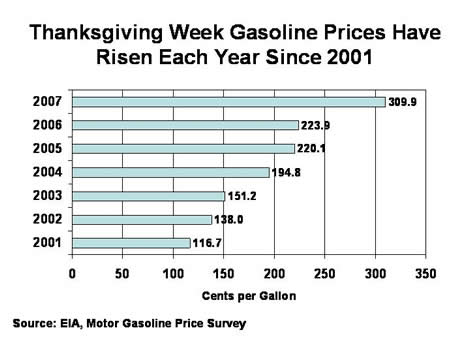 Thanksgiving Week Gasoline Prices Have
Risen Each Year Since 2001
2007 309.9
2006 223.9
2005 220.1
2004 194.8
2003 151.2
2002 138.0
2001 116.7
0 50 100 150 200 250 300 350
Cents per Gallon
Source: EIA, Motor Gasoline Price Survey